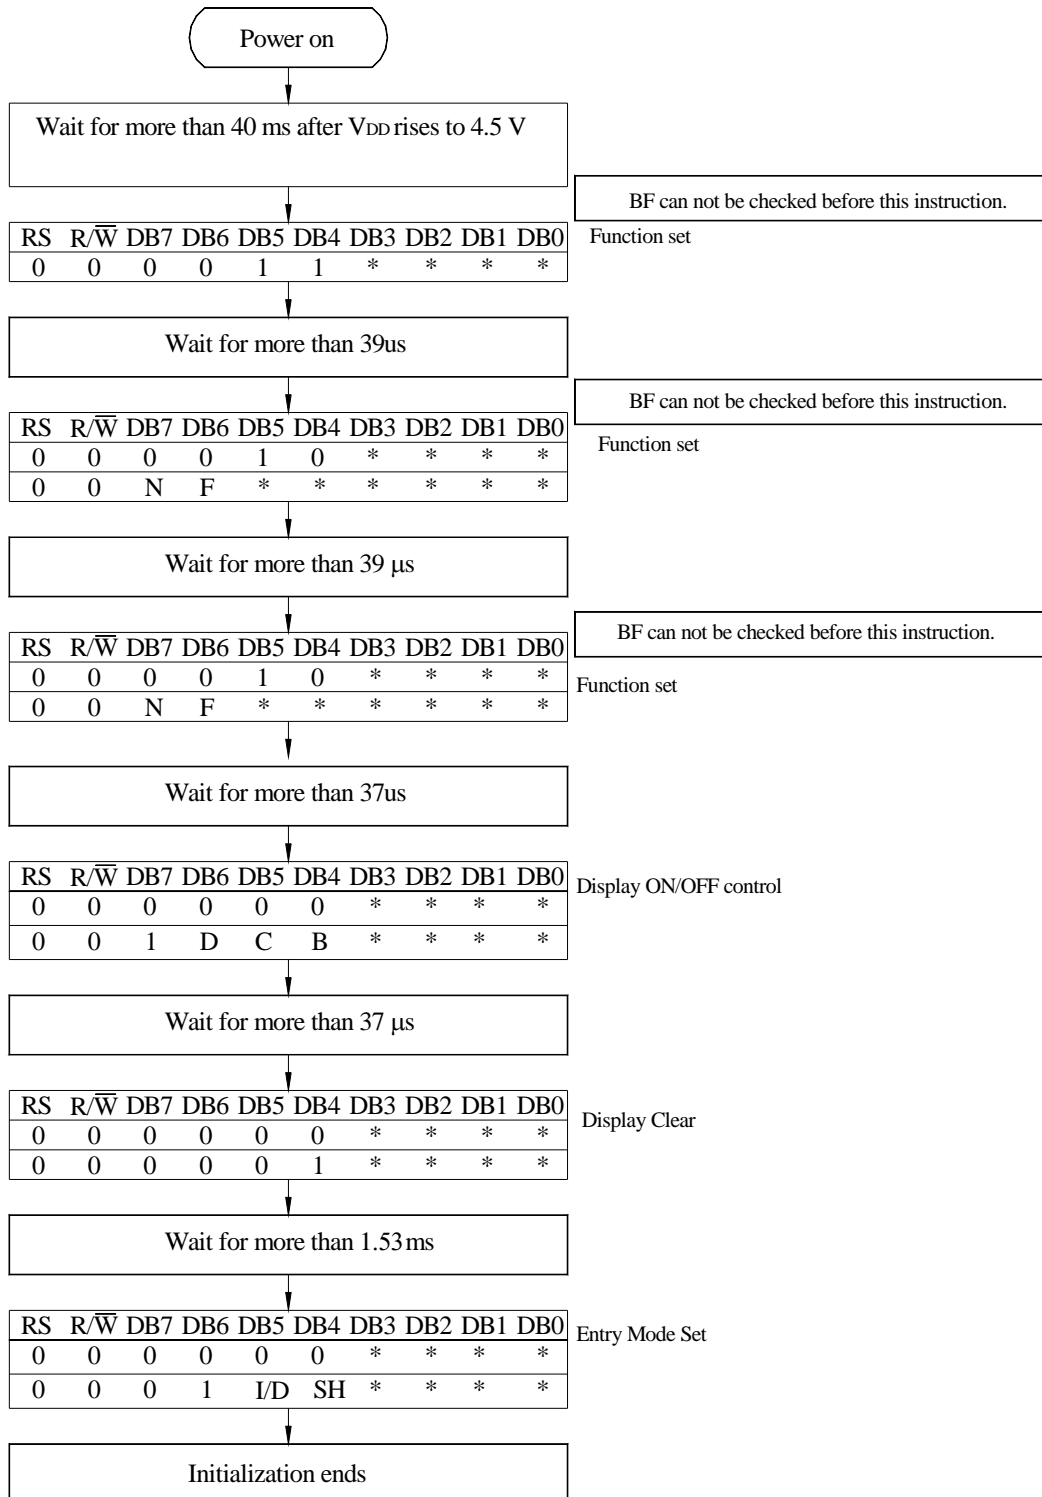 Power on
Wait for more than 40 ms after VDD rises to 4.5 V
BF can not be checked before this instruction.
RS R/W̅ DB7 DB6 DB5 DB4 DB3 DB2 DB1 DB0
Function set
0 0 0 0 1 1 * * * *
Wait for more than 39us
BF can not be checked before this instruction.
RS R/W̅ DB7 DB6 DB5 DB4 DB3 DB2 DB1 DB0
Function set
0 0 0 0 1 0 * * * *
0 0 N F * * * * * *
Wait for more than 39 μs
BF can not be checked before this instruction.
RS R/W̅ DB7 DB6 DB5 DB4 DB3 DB2 DB1 DB0
0 0 0 0 1 0 * * * *
Function set
0 0 N F * * * * * *
Wait for more than 37us
RS R/W̅ DB7 DB6 DB5 DB4 DB3 DB2 DB1 DB0
Display ON/OFF control
0 0 0 0 0 0 * * * *
0 0 1 D C B * * * *
Wait for more than 37 μs
RS R/W̅ DB7 DB6 DB5 DB4 DB3 DB2 DB1 DB0
Display Clear
0 0 0 0 0 0 * * * *
0 0 0 0 0 1 * * * *
Wait for more than 1.53ms
RS R/W̅ DB7 DB6 DB5 DB4 DB3 DB2 DB1 DB0
Entry Mode Set
0 0 0 0 0 0 * * * *
0 0 0 1 I/D SH * * * *
Initialization ends